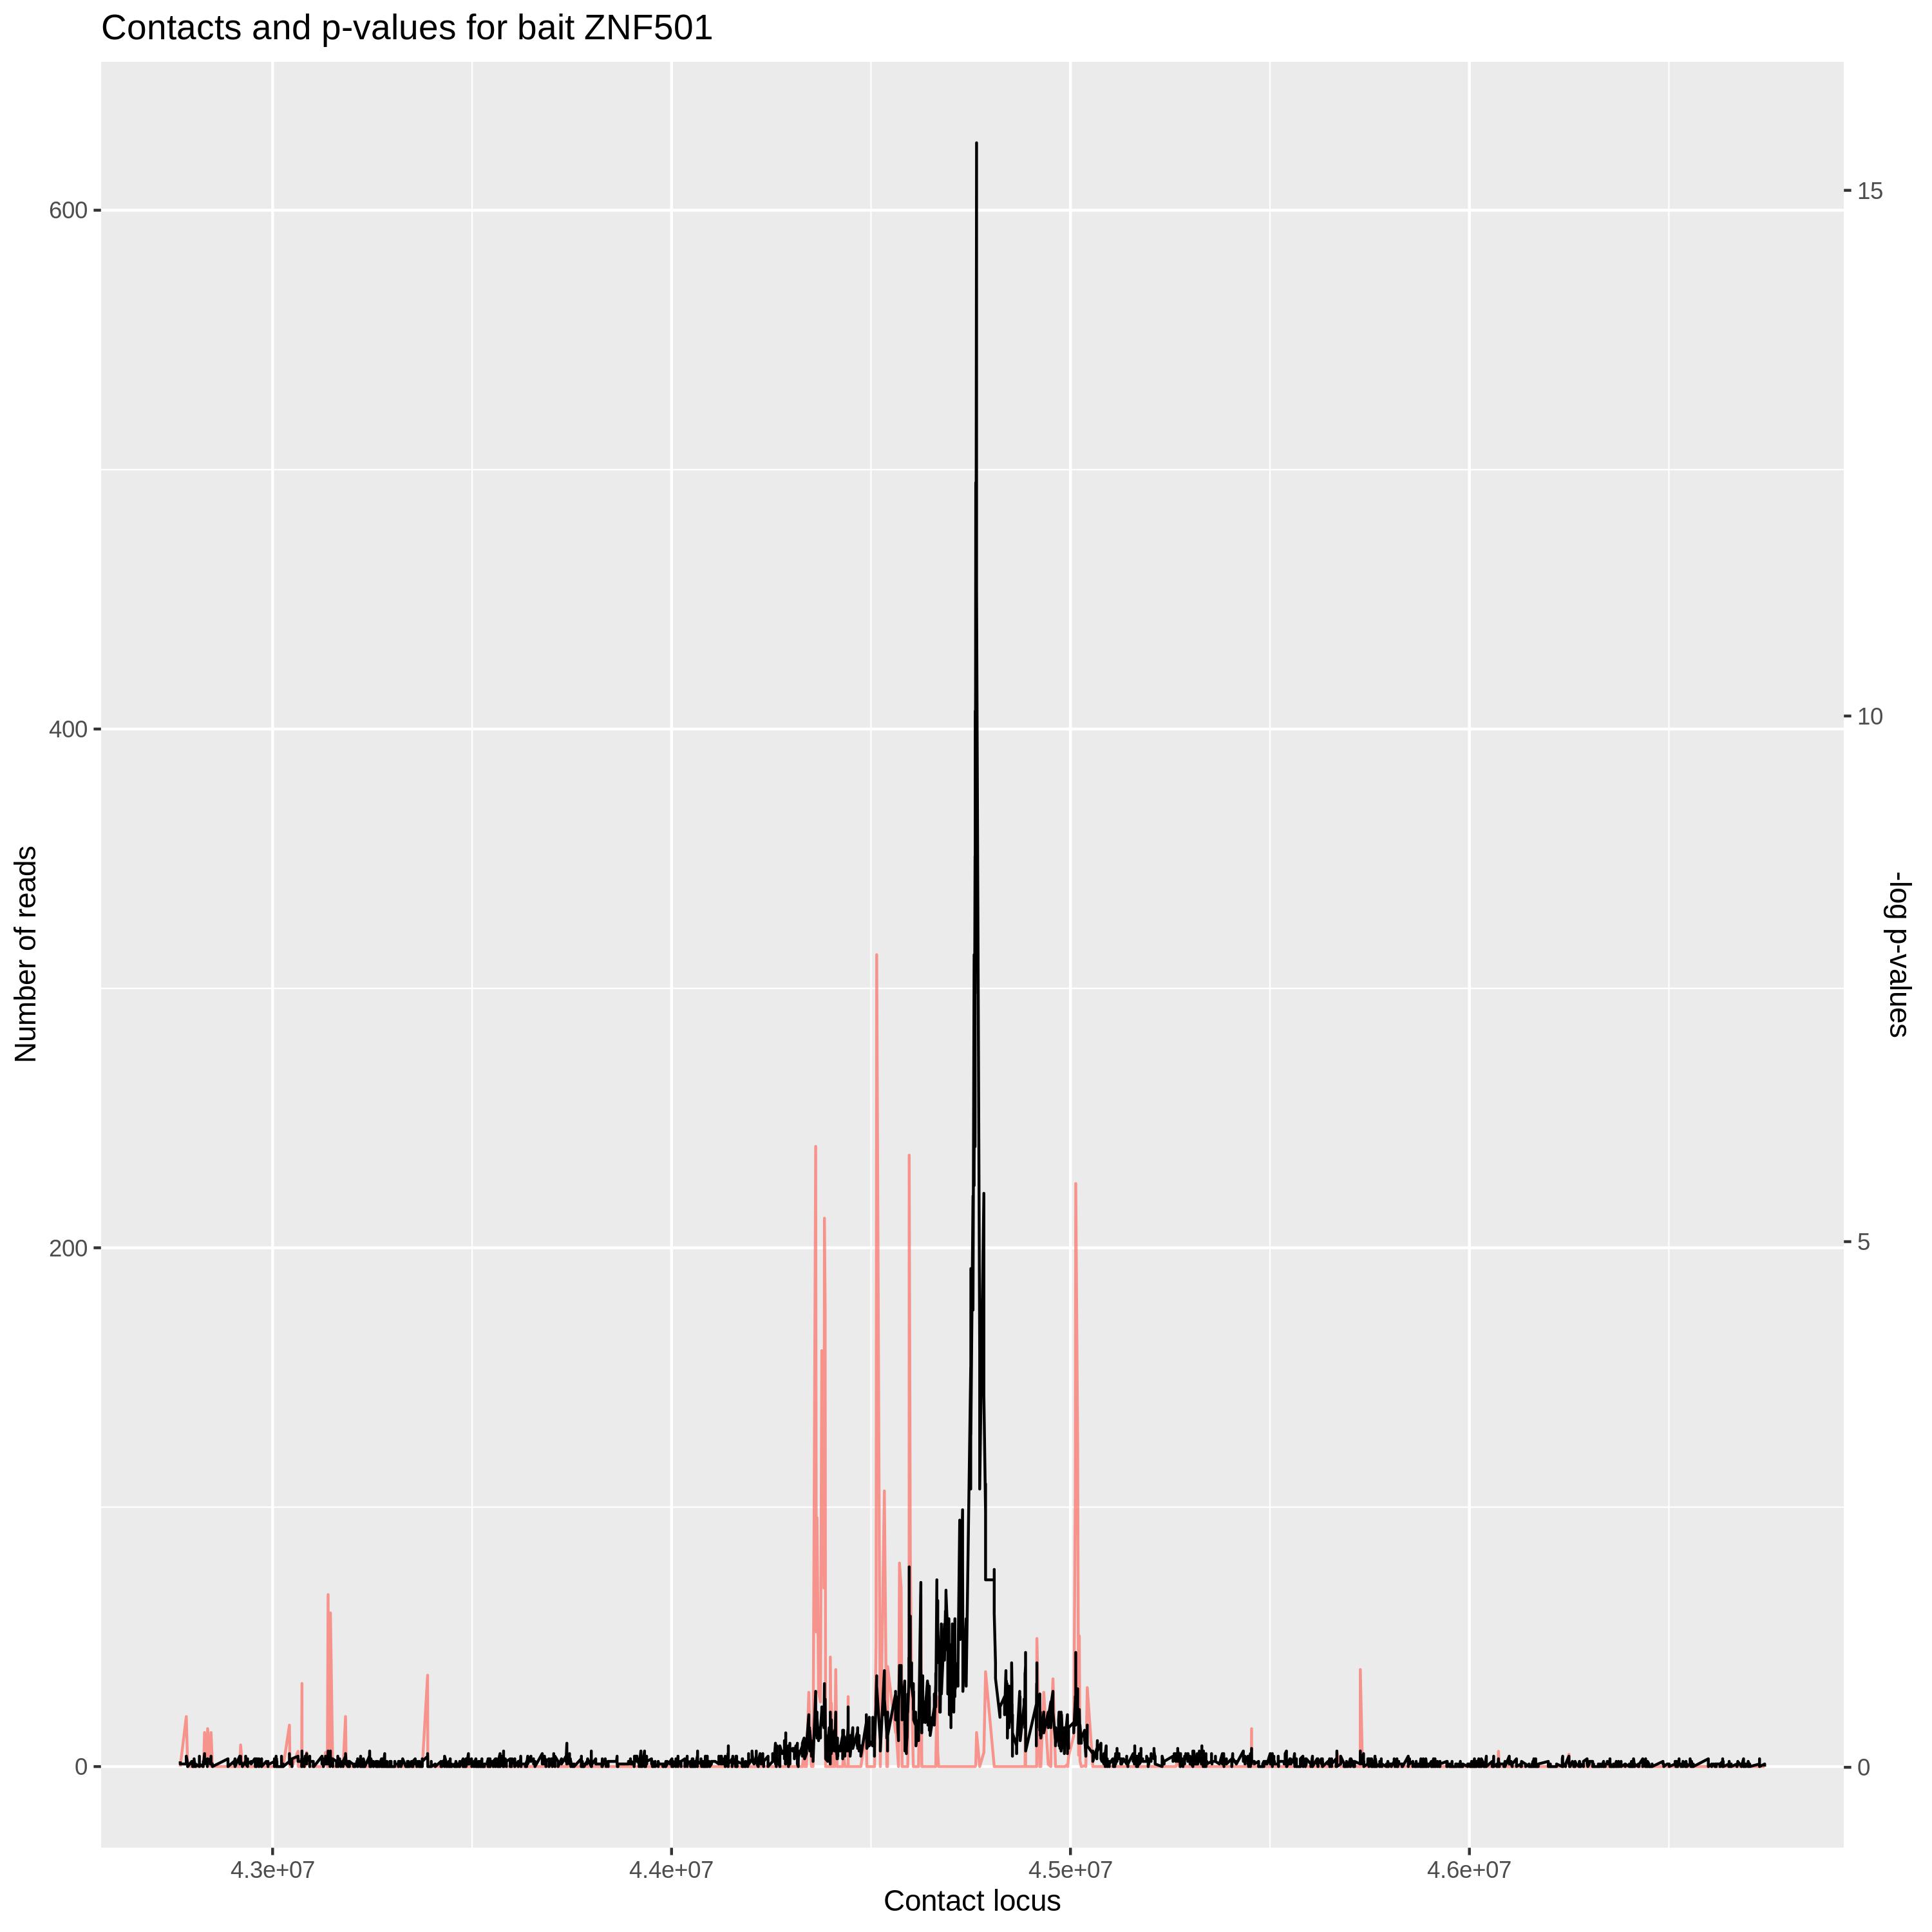 Contacts and p-values for bait ZNF501
600
400
200
0
15
10
5
0
Number of reads
-log p-values
4.3e+07
4.4e+07
4.5e+07
4.6e+07
Contact locus